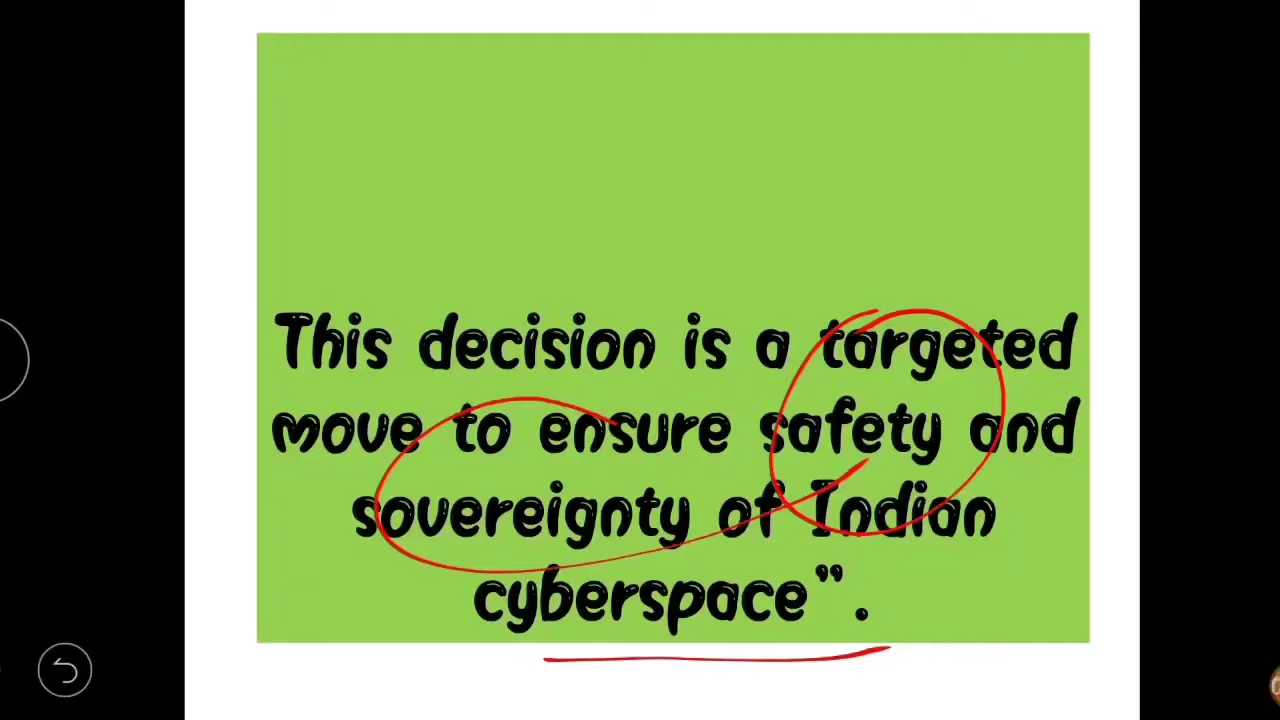 This decision is a targeted
move to ensure safety and
sovereignty of Indian
cyberspace”.